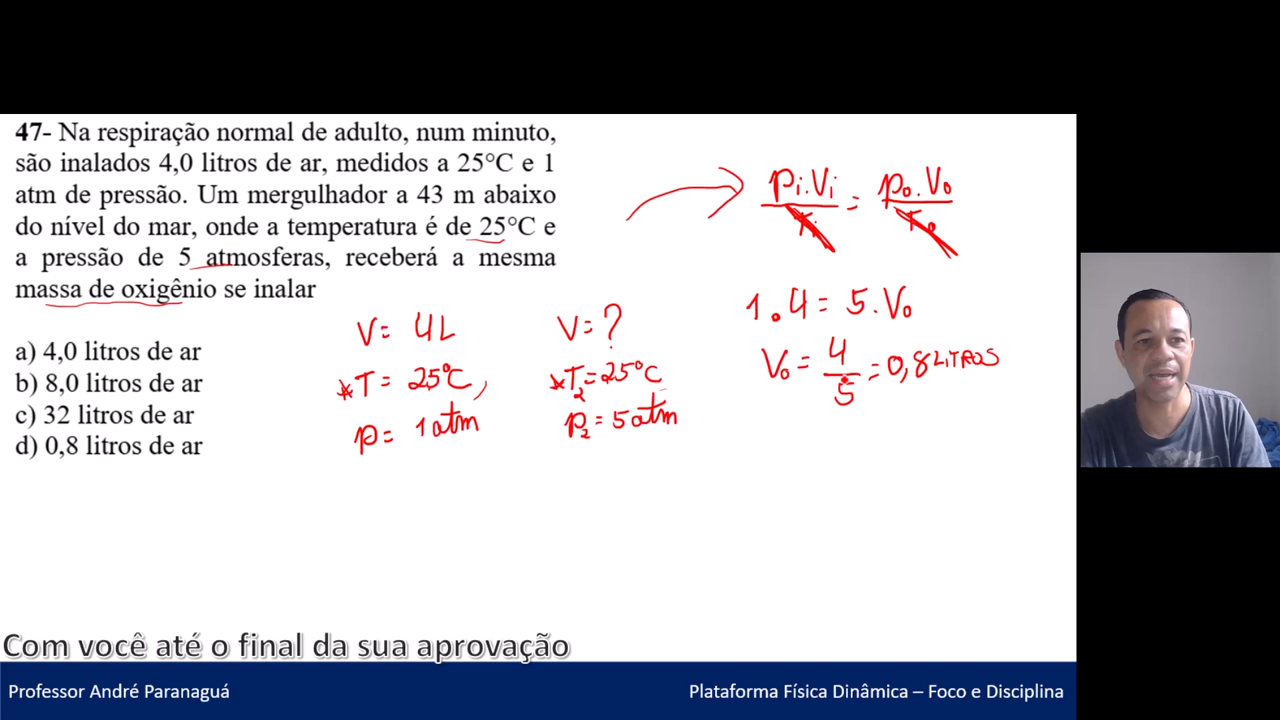 47- Na respiração normal de adulto, num minuto,
são inalados 4,0 litros de ar, medidos a 25°C e 1
atm de pressão. Um mergulhador a 43 m abaixo
do nível do mar, onde a temperatura é de 25°C e
a pressão de 5 atmosferas, receberá a mesma
massa de oxigênio se inalar
a) 4,0 litros de ar
b) 8,0 litros de ar
c) 32 litros de ar
d) 0,8 litros de ar
V= 4L
*T= 25°C,
p= 1atm
V= ?
*T₂=25°C
p₂= 5atm
pi.Vi/Ti = po.Vo/To
1.4= 5.Vo
Vo= 4/5 =0,8 LITROS
Com você até o final da sua aprovação
Professor André Paranaguá
Plataforma Física Dinâmica – Foco e Disciplina